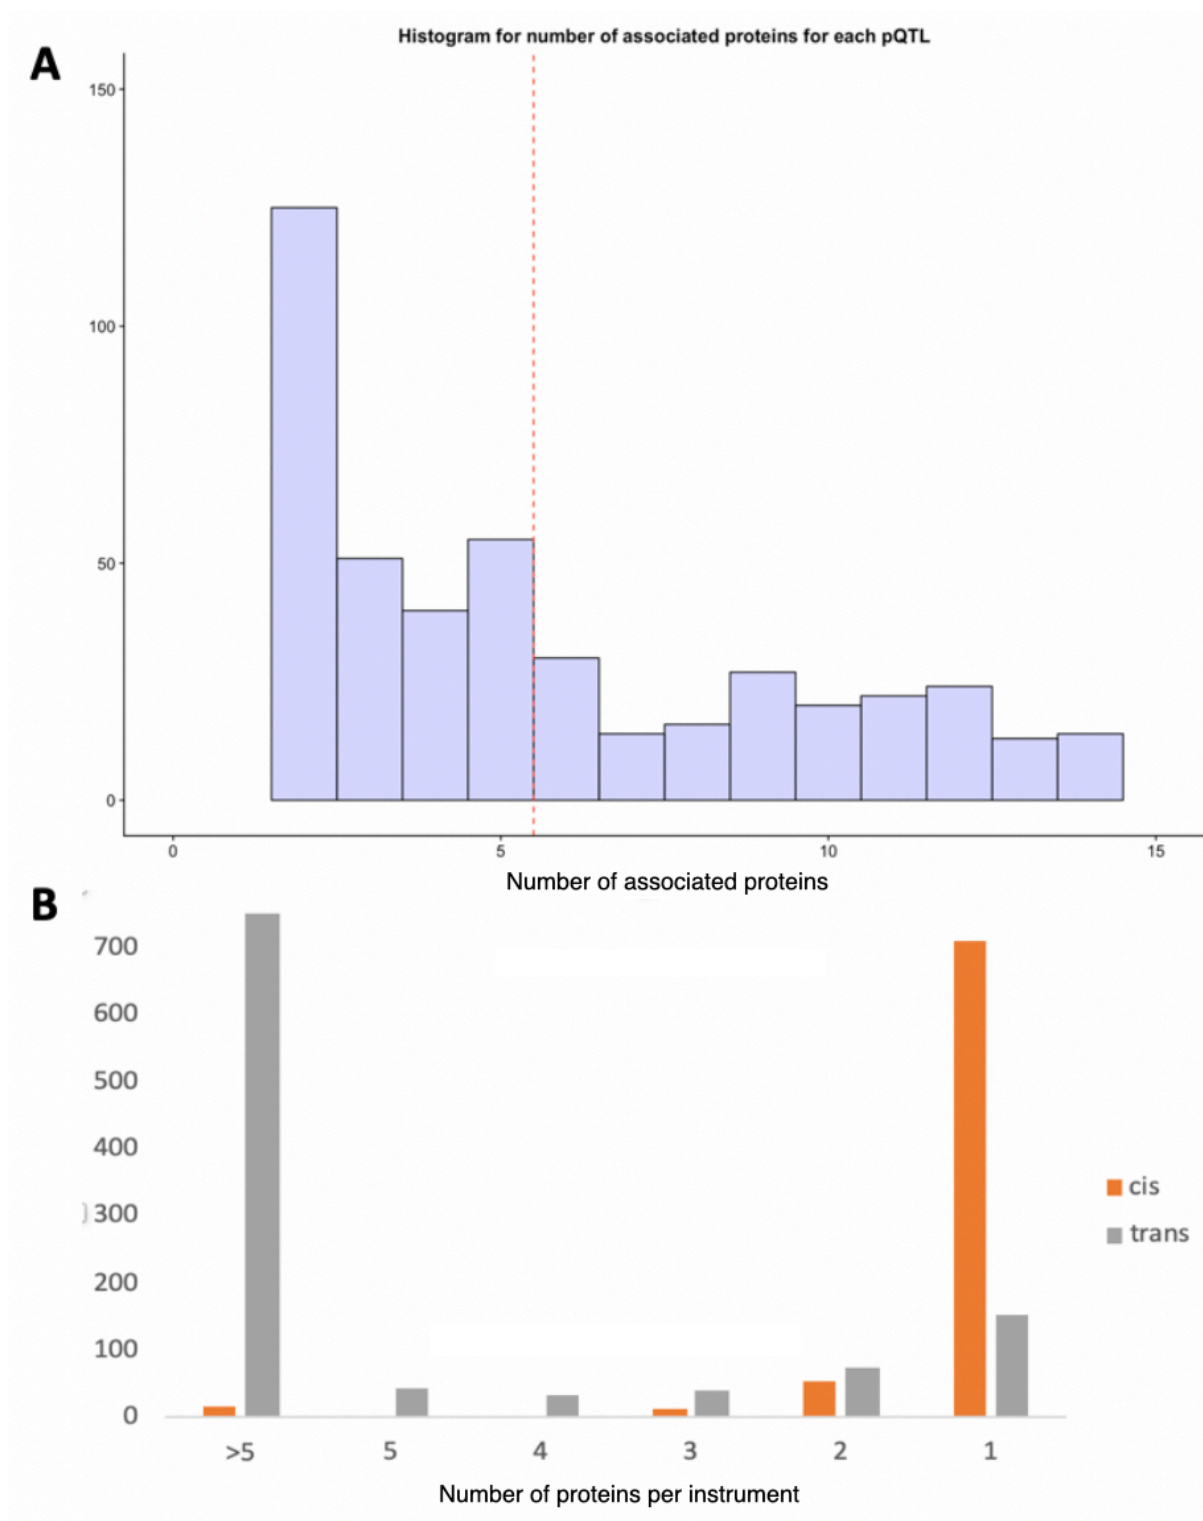 Histogram for number of associated proteins for each pQTL
A
150
100
50
0
0 5 10 15
Number of associated proteins
B
700
600
500
400
300
200
100
0
cis
trans
>5 5 4 3 2 1
Number of proteins per instrument